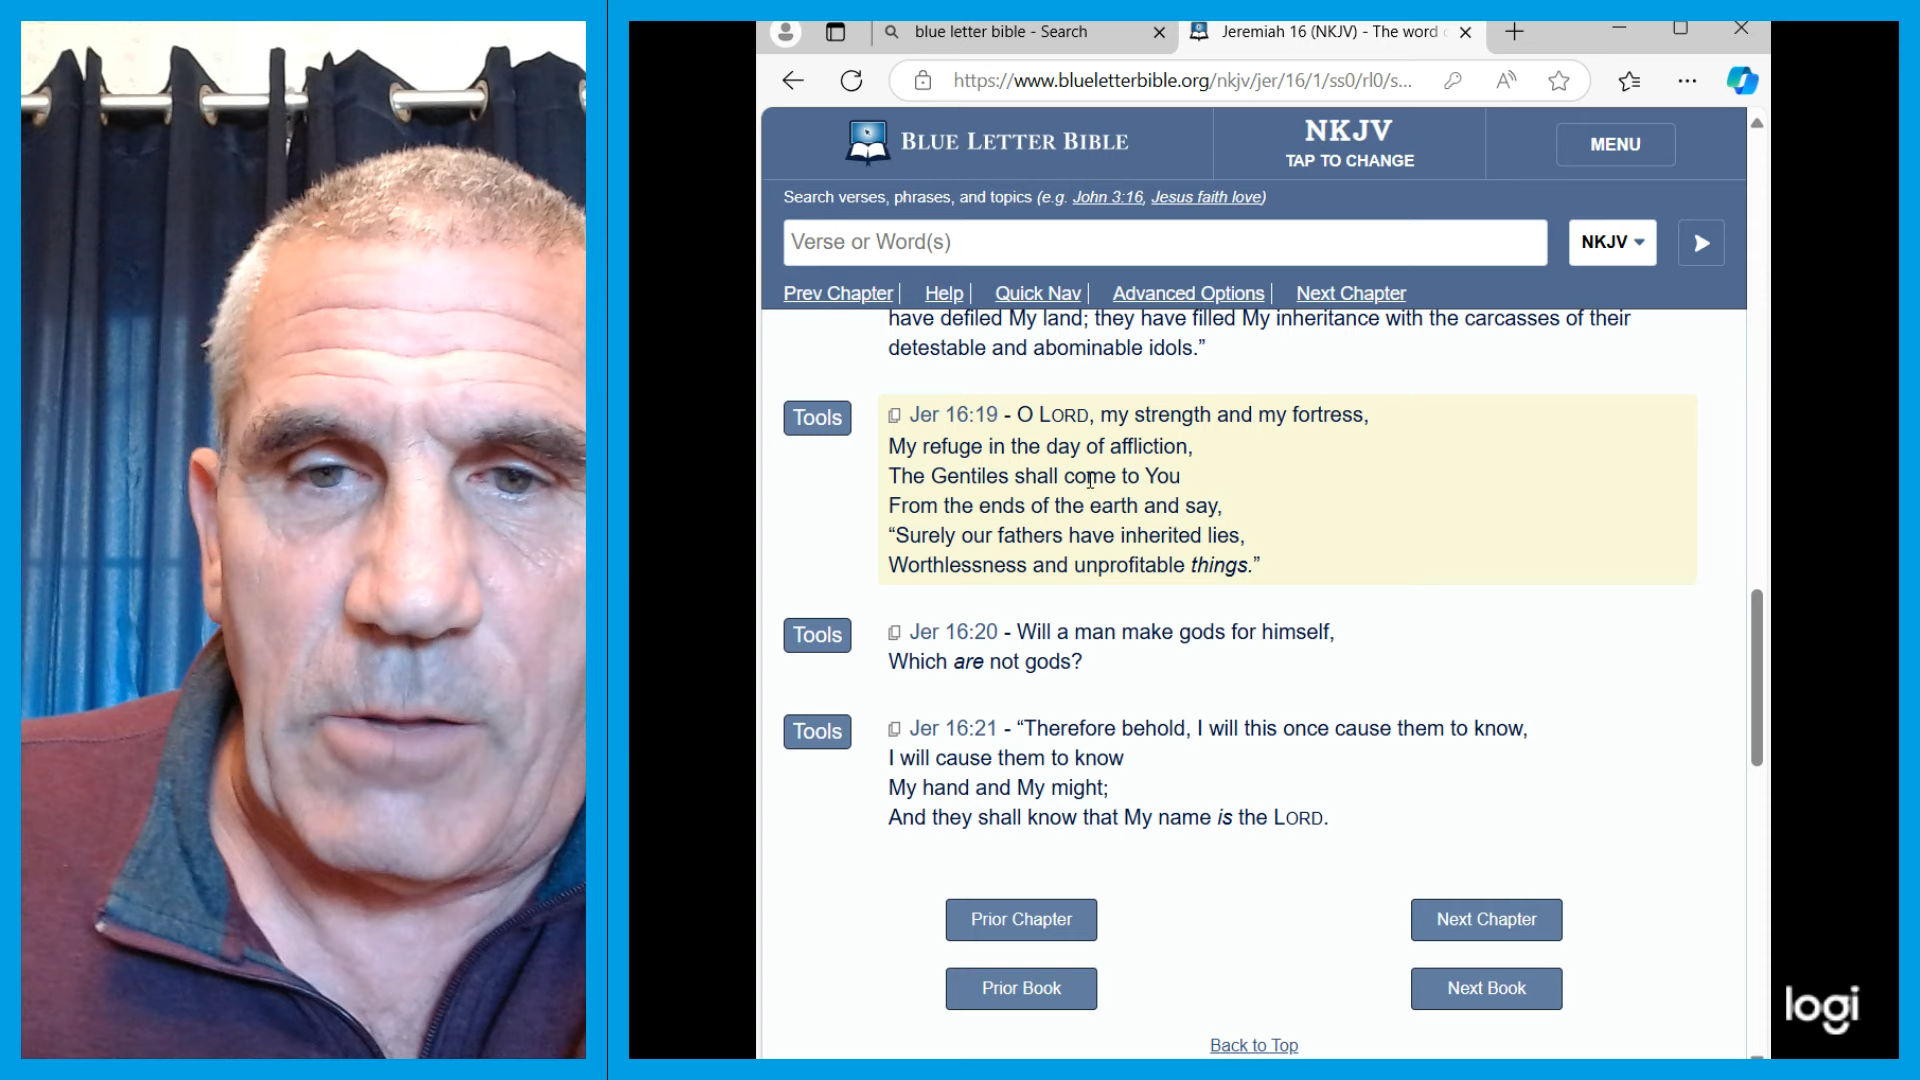 blue letter bible - Search
Jeremiah 16 (NKJV) - The word
https://www.blueletterbible.org/nkjv/jer/16/1/ss0/rl0/s...
BLUE LETTER BIBLE
NKJV
TAP TO CHANGE
MENU
Search verses, phrases, and topics (e.g. John 3:16, Jesus faith love)
Verse or Word(s)
NKJV
Prev Chapter | Help | Quick Nav | Advanced Options | Next Chapter
have defiled My land; they have filled My inheritance with the carcasses of their
detestable and abominable idols.”
Tools
Jer 16:19 - O LORD, my strength and my fortress,
My refuge in the day of affliction,
The Gentiles shall come to You
From the ends of the earth and say,
“Surely our fathers have inherited lies,
Worthlessness and unprofitable things.”
Tools
Jer 16:20 - Will a man make gods for himself,
Which are not gods?
Tools
Jer 16:21 - “Therefore behold, I will this once cause them to know,
I will cause them to know
My hand and My might;
And they shall know that My name is the LORD.
Prior Chapter
Next Chapter
Prior Book
Next Book
Back to Top
logi